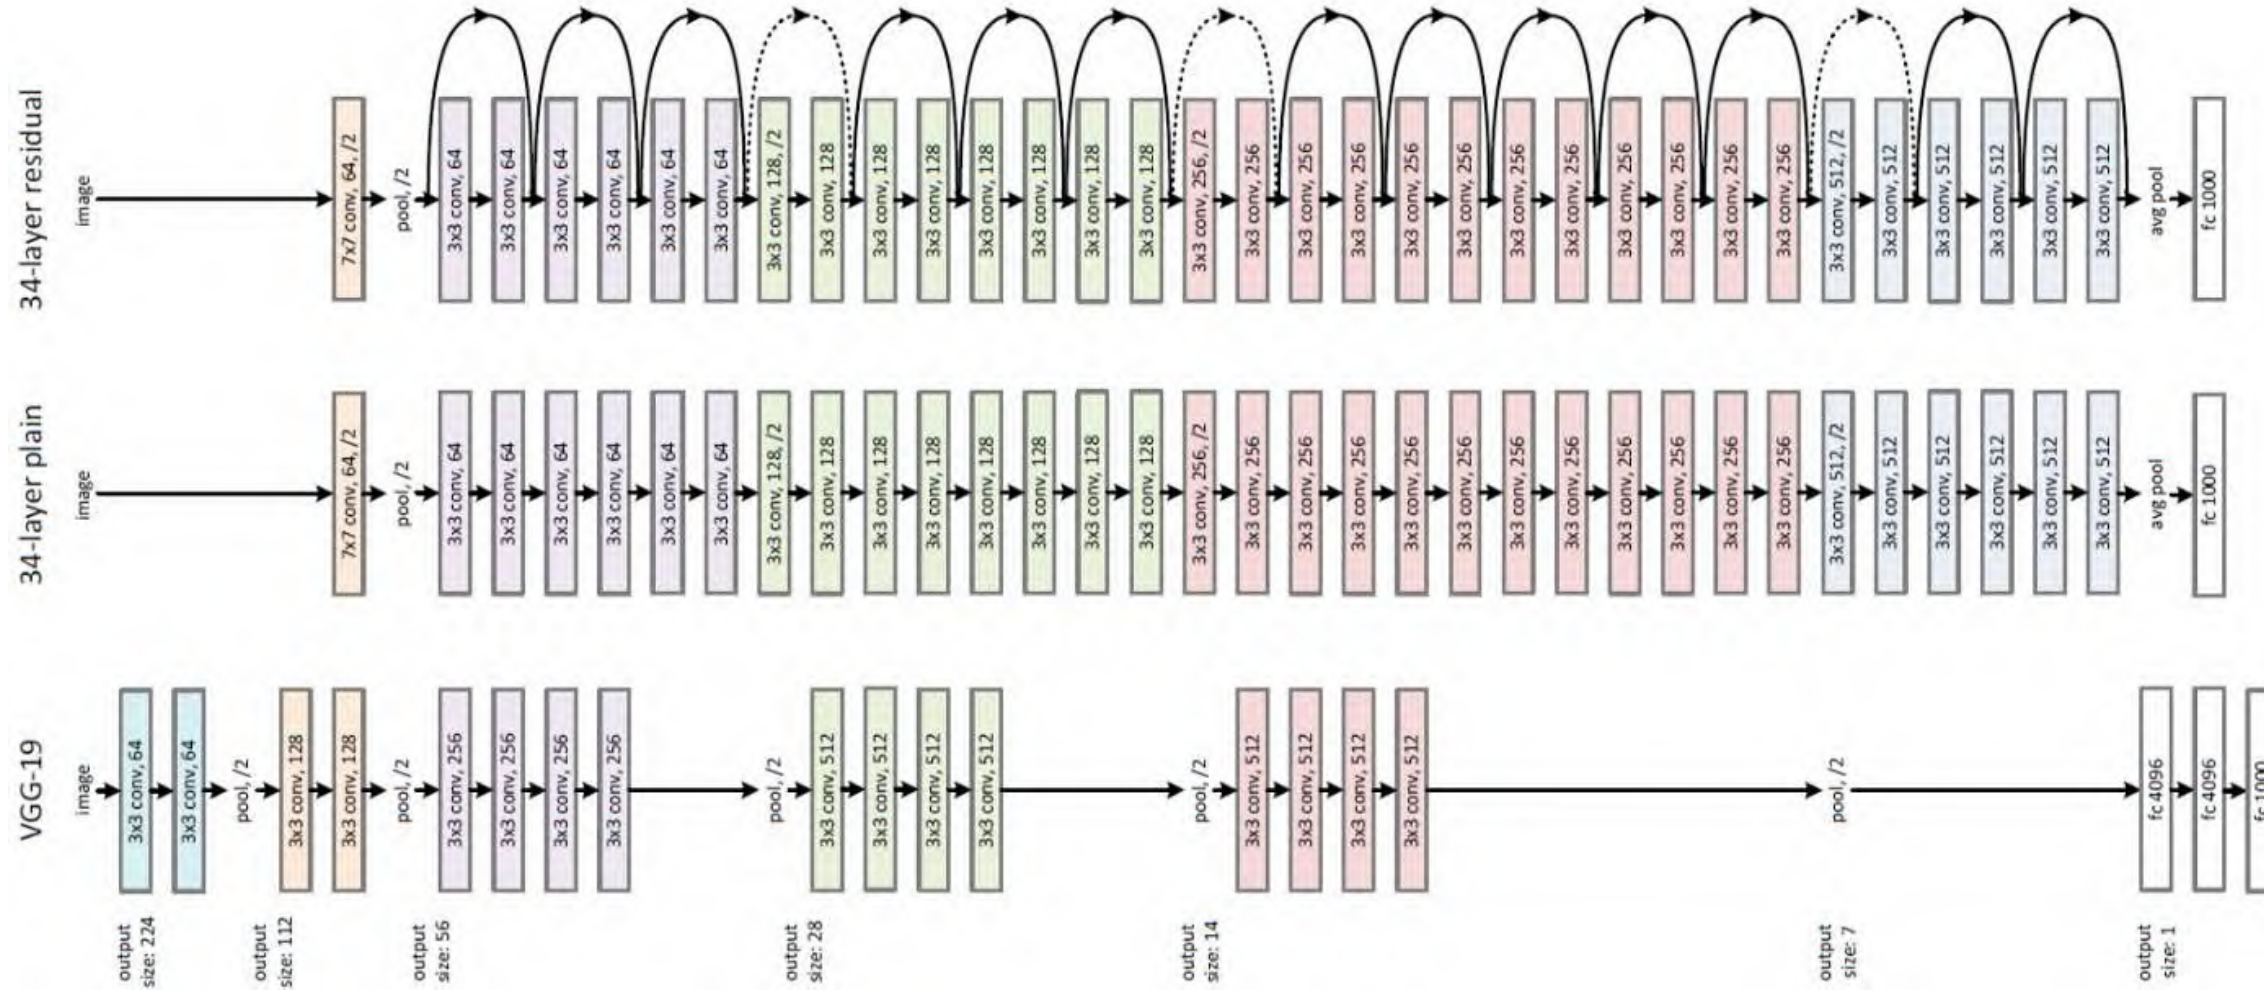 34-layer residual
image
7x7 conv, 64, /2
pool, /2
3x3 conv, 64
3x3 conv, 64
3x3 conv, 64
3x3 conv, 64
3x3 conv, 64
3x3 conv, 64
3x3 conv, 128, /2
3x3 conv, 128
3x3 conv, 128
3x3 conv, 128
3x3 conv, 128
3x3 conv, 128
3x3 conv, 128
3x3 conv, 128
3x3 conv, 256, /2
3x3 conv, 256
3x3 conv, 256
3x3 conv, 256
3x3 conv, 256
3x3 conv, 256
3x3 conv, 256
3x3 conv, 256
3x3 conv, 256
3x3 conv, 256
3x3 conv, 256
3x3 conv, 256
3x3 conv, 512, /2
3x3 conv, 512
3x3 conv, 512
3x3 conv, 512
3x3 conv, 512
3x3 conv, 512
avg pool
fc 1000
34-layer plain
image
7x7 conv, 64, /2
pool, /2
3x3 conv, 64
3x3 conv, 64
3x3 conv, 64
3x3 conv, 64
3x3 conv, 64
3x3 conv, 64
3x3 conv, 128, /2
3x3 conv, 128
3x3 conv, 128
3x3 conv, 128
3x3 conv, 128
3x3 conv, 128
3x3 conv, 128
3x3 conv, 128
3x3 conv, 256, /2
3x3 conv, 256
3x3 conv, 256
3x3 conv, 256
3x3 conv, 256
3x3 conv, 256
3x3 conv, 256
3x3 conv, 256
3x3 conv, 256
3x3 conv, 256
3x3 conv, 256
3x3 conv, 256
3x3 conv, 512, /2
3x3 conv, 512
3x3 conv, 512
3x3 conv, 512
3x3 conv, 512
3x3 conv, 512
avg pool
fc 1000
VGG-19
image
3x3 conv, 64
3x3 conv, 64
pool, /2
3x3 conv, 128
3x3 conv, 128
pool, /2
3x3 conv, 256
3x3 conv, 256
3x3 conv, 256
3x3 conv, 256
pool, /2
3x3 conv, 512
3x3 conv, 512
3x3 conv, 512
3x3 conv, 512
pool, /2
3x3 conv, 512
3x3 conv, 512
3x3 conv, 512
3x3 conv, 512
pool, /2
fc 4096
fc 4096
fc 1000
output
size: 224
output
size: 112
output
size: 56
output
size: 28
output
size: 14
output
size: 7
output
size: 1